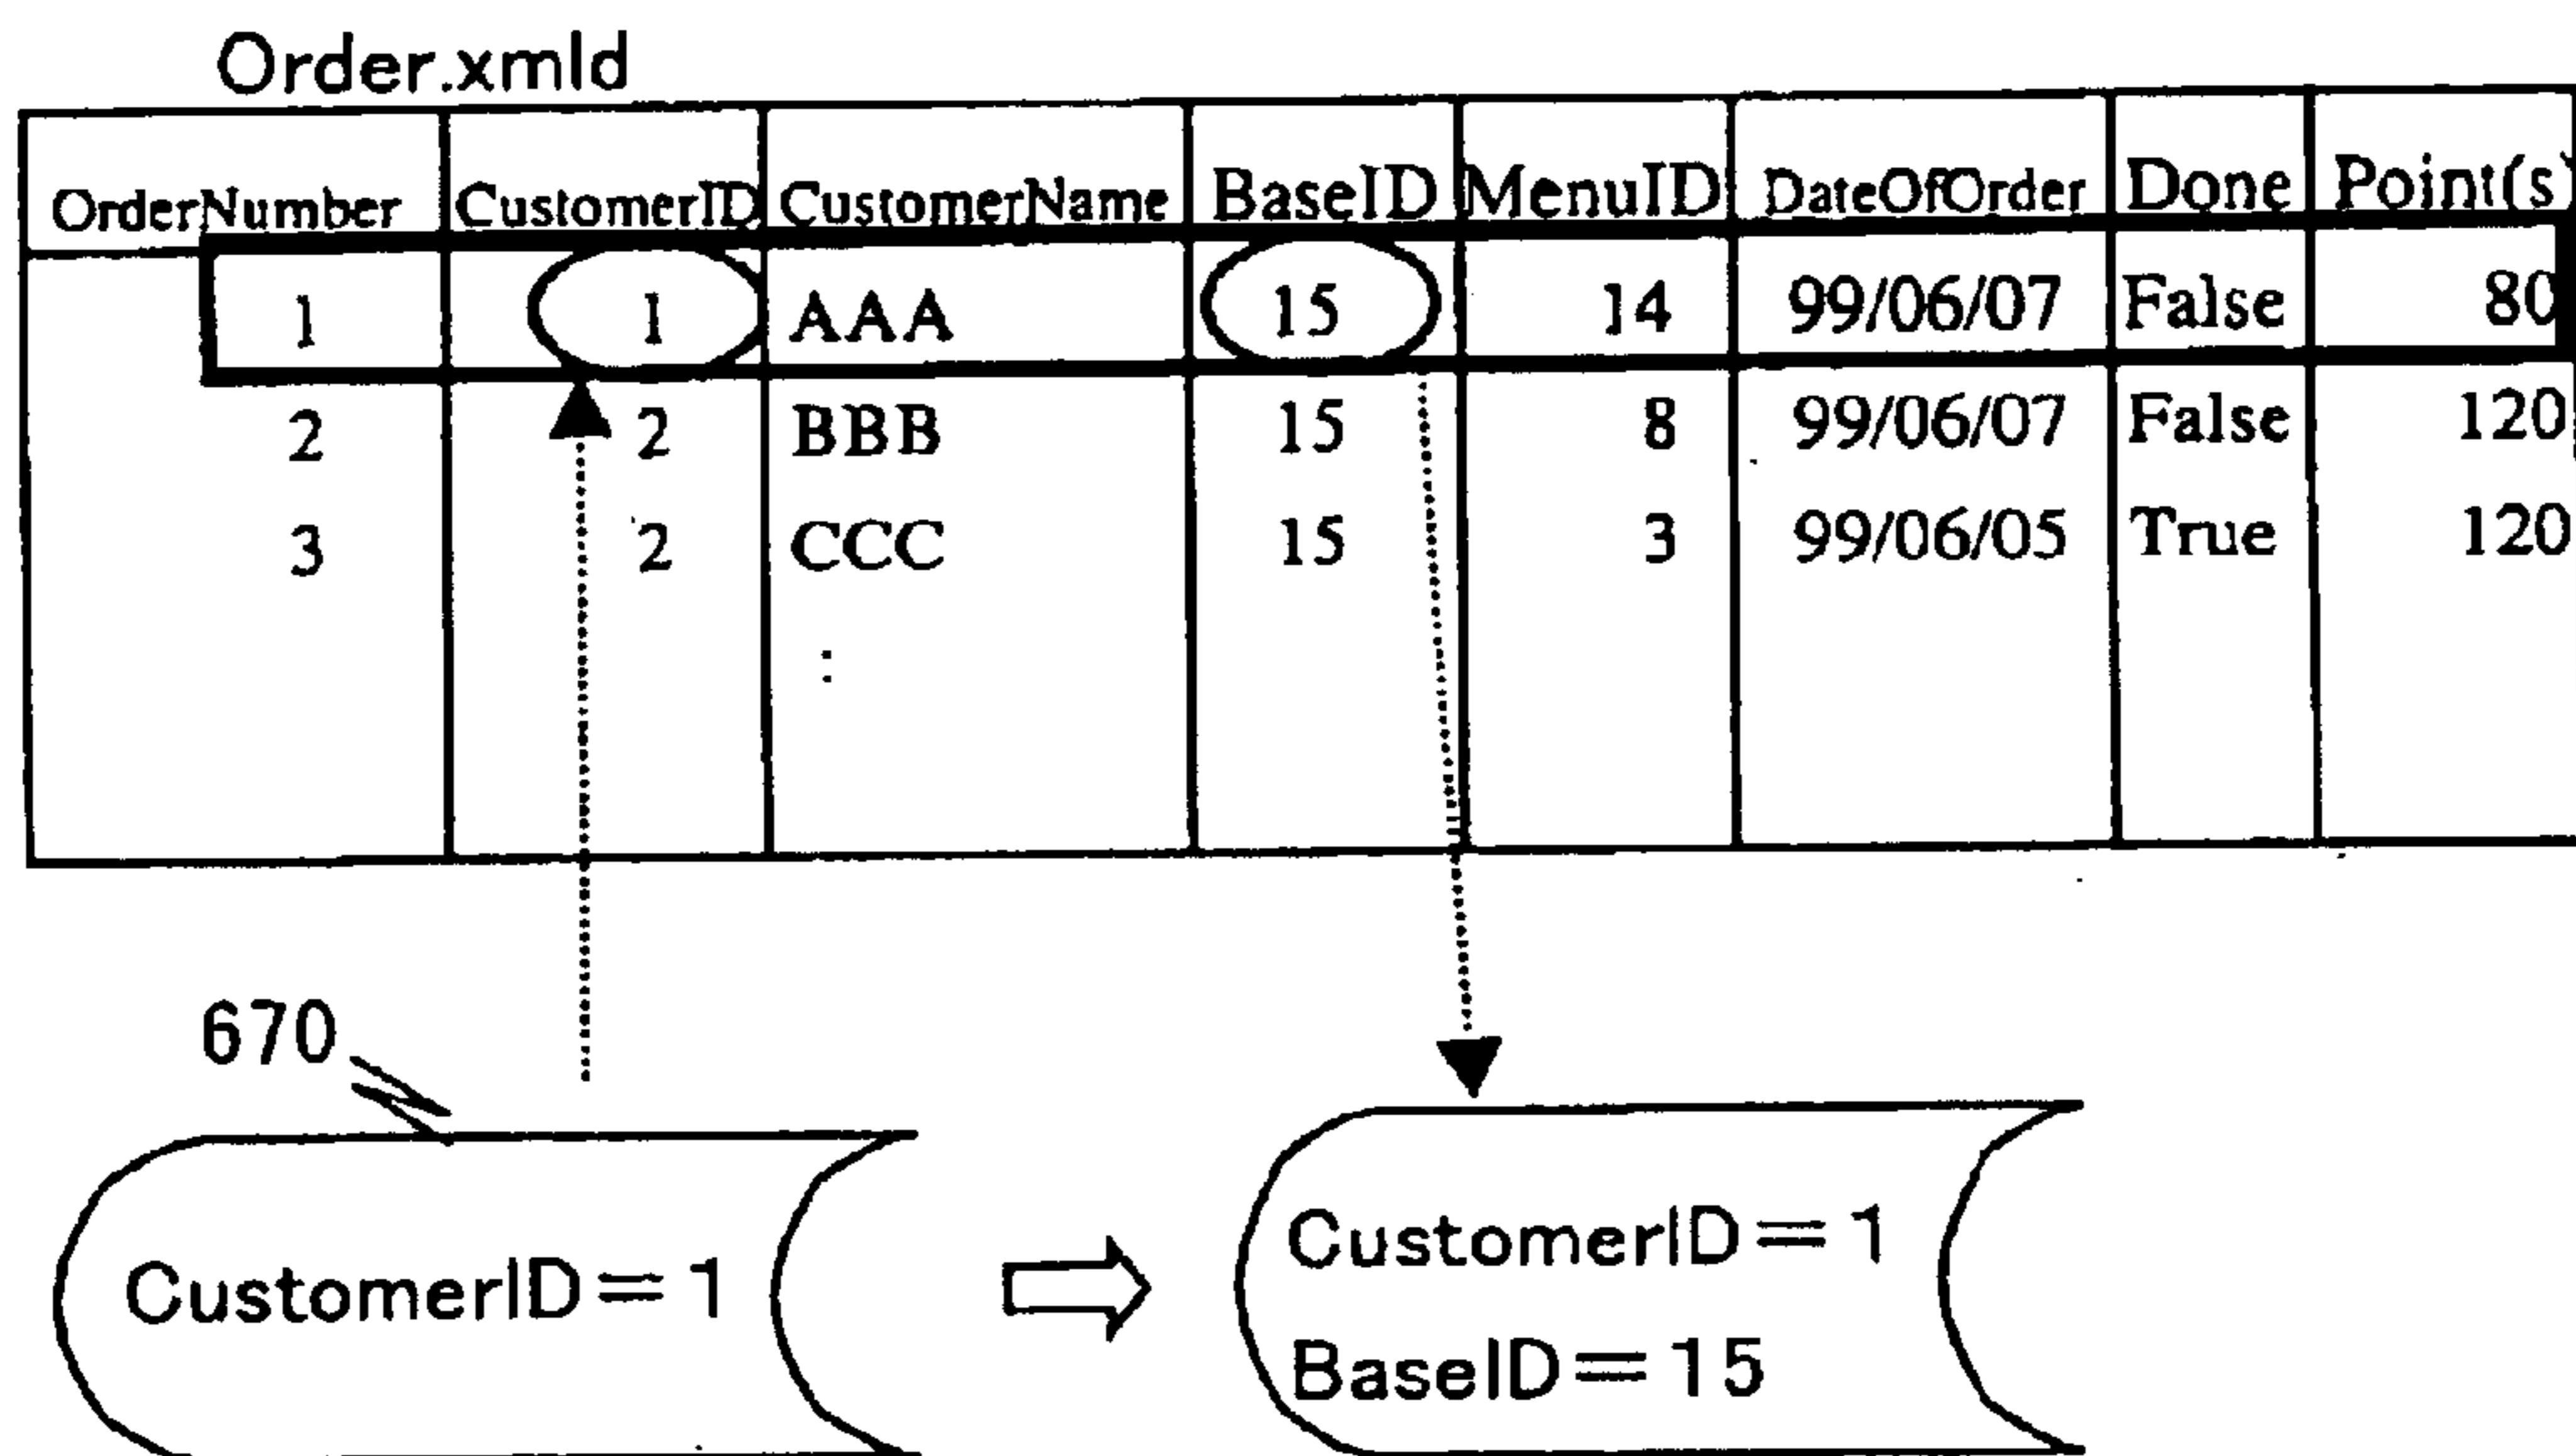 Order.xmld
OrderNumber CustomerID CustomerName BaseID MenuID DateOfOrder Done Point(s)
1 1 AAA 15 14 99/06/07 False 80
2 2 BBB 15 8 99/06/07 False 120
3 2 CCC 15 3 99/06/05 True 120
:
670
CustomerID=1
CustomerID=1
BaseID=15